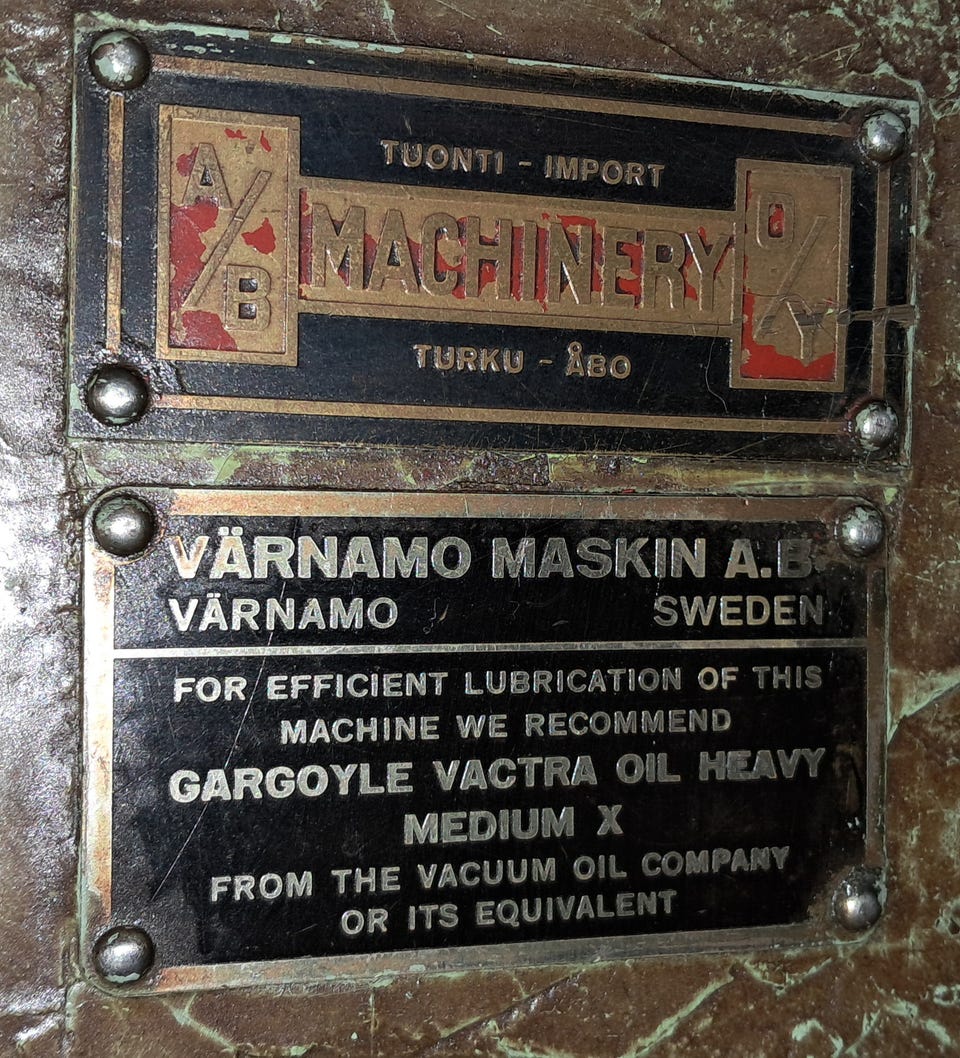 TUONTI - IMPORT
A/B MACHINERY O/Y
TURKU - ÅBO
VÄRNAMO MASKIN A.B.
VÄRNAMO SWEDEN
FOR EFFICIENT LUBRICATION OF THIS
MACHINE WE RECOMMEND
GARGOYLE VACTRA OIL HEAVY
MEDIUM X
FROM THE VACUUM OIL COMPANY
OR ITS EQUIVALENT